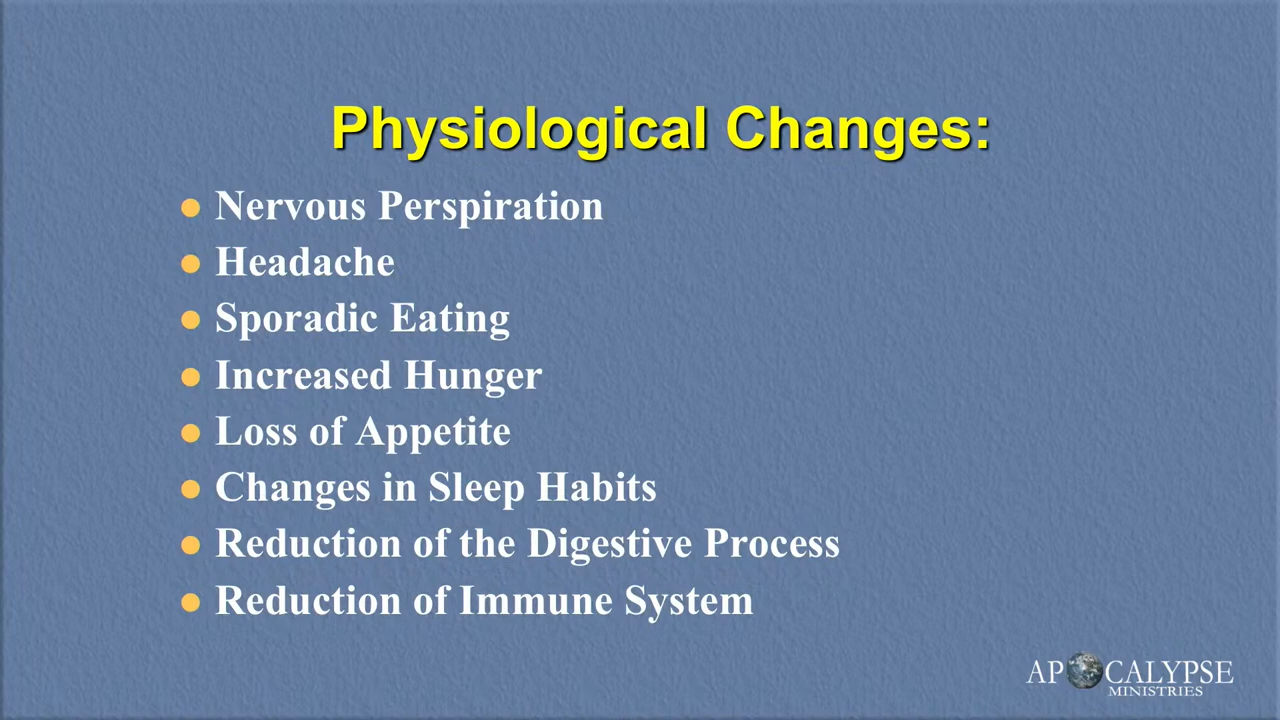 Physiological Changes:
Nervous Perspiration
Headache
Sporadic Eating
Increased Hunger
Loss of Appetite
Changes in Sleep Habits
Reduction of the Digestive Process
Reduction of Immune System
APOCALYPSE
MINISTRIES